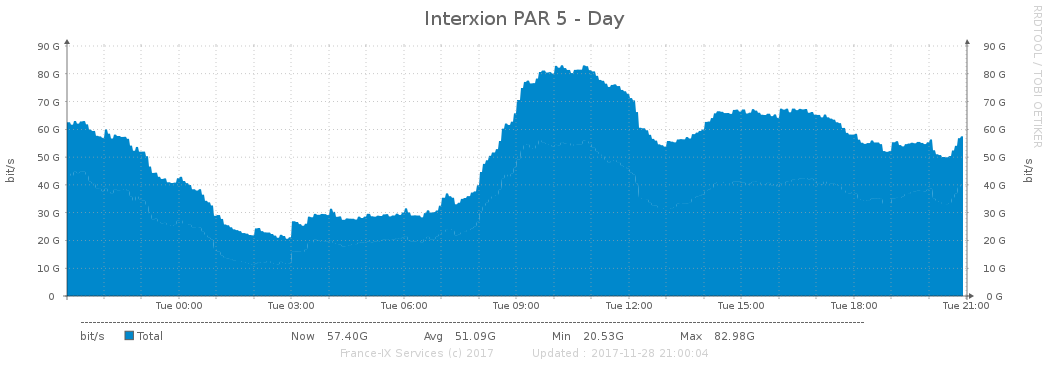 Interxion PAR 5 - Day
RRDTOOL / TOBI OETIKER
90 G 90 G
80 G 80 G
70 G 70 G
60 G 60 G
50 G 50 G
40 G 40 G
30 G 30 G
20 G 20 G
10 G 10 G
0 0 G
bit/s
bit/s
Tue 00:00 Tue 03:00 Tue 06:00 Tue 09:00 Tue 12:00 Tue 15:00 Tue 18:00 Tue 21:00
bit/s Total Now 57.40G Avg 51.09G Min 20.53G Max 82.98G
France-IX Services (c) 2017 Updated : 2017-11-28 21:00:04